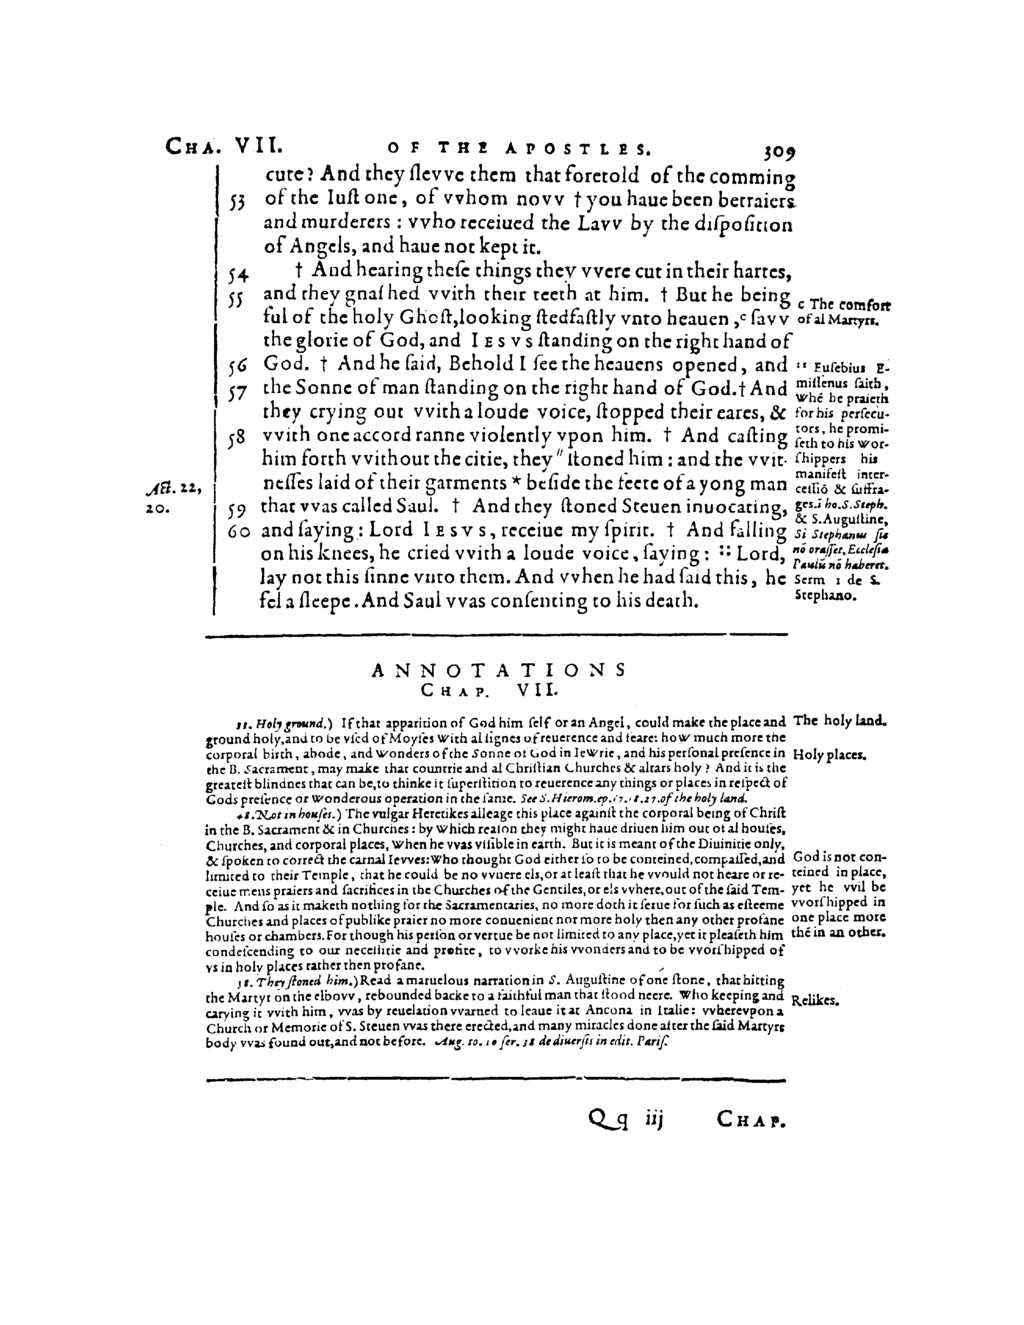 CHA. VII. OF THE APOSTLES. 309
cute? And they slevve them that foretold of the comming
53 of the Iust one, of vvhom novv † you haue been betraiers
and murderers : vvho receiued the Lavv by the disposition
of Angels, and haue not kept it.
54 † And hearing these things they vvere cut in their hartes,
55 and they gnashed vvith their teeth at him. † But he being
ful of the holy Ghost, looking stedfastly vnto heauen ,ᶜ savv
the glorie of God, and IESVS standing on the right hand of
56 God. † And he said, Behold I see the heauens opened, and
57 the Sonne of man standing on the right hand of God. † And
they crying out vvith a loude voice, stopped their eares, &
58 vvith one accord ranne violently vpon him. † And casting
him forth vvithout the citie, they " stoned him : and the vvit-
nesses laid of their garments * beside the feete of a yong man
59 that vvas called Saul. † And they stoned Steuen inuocating,
60 and saying : Lord IESVS, receiue my spirit. † And falling
on his knees, he cried vvith a loude voice, saying : :: Lord,
lay not this sinne vnto them. And vvhen he had said this, he
fel a sleepe. And Saul vvas consenting to his death.
Act. 22,
20.
c The comfort
of al Martyrs.
:: Eusebius E-
missenus saith,
Whē he praieth
for his persecu-
tors, he promi-
seth to his wor-
shippers his
manifest inter-
cessiō & suffra-
ges. i ho. S. Steph.
& S. Augustine,
Si Stephanus sic
nō orasset, Ecclesia
Paulū nō haberet.
Serm 1 de S.
Stephano.
ANNOTATIONS
CHAP. VII.
33. Holy ground.) If that apparition of God him self or an Angel, could make the place and
ground holy, and to be vsed of Moyses with al signes of reuerence and feare: how much more the
corporal birth, abode, and wonders of the Sonne of God in Iewrie, and his personal presence in
the B. Sacrament, may make that countrie and al Christian Churches & altars holy ? And it is the
greatest blindnes that can be, to thinke it superstition to reuerence any things or places in respect of
Gods presence or wonderous operation in the same. See S. Hierom. ep. 17. 18. 27. of the holy land.
48. Not in houses.) The vulgar Heretikes alleage this place against the corporal being of Christ
in the B. Sacrament & in Churches : by which reason they might haue driuen him out of al houses,
Churches, and corporal places, when he vvas visible in earth. But it is meant of the Diuinitie only,
& spoken to correct the carnal Ievves: Who thought God either so to be conteined, compassed, and
limited to their Temple, that he could be no vvhere els, or at least that he vvould not heare or re-
ceiue mens praiers and sacrifices in the Churches of the Gentiles, or els vvhere, out of the said Tem-
ple. And so as it maketh nothing for the Sacramentaries, no more doth it serue for such as esteeme
Churches and places of publike praier no more conuenient nor more holy then any other profane
houses or chambers. For though his person or vertue be not limited to any place, yet it pleaseth him
condescending to our necessitie and profite, to vvorke his vvonders and to be vvorshipped of
vs in holy places rather then profane.
58. They stoned him.) Read a maruelous narration in S. Augustine of one stone, that hitting
the Martyr on the elbovv, rebounded backe to a faithful man that stood neere. Who keeping and
carying it vvith him, vvas by reuelation vvarned to leaue it at Ancona in Italie: vvherevpon a
Church or Memorie of S. Steuen vvas there erected, and many miracles done after the said Martyrs
body vvas found out, and not before. Aug. to. 10 ser. 38 de diuersis in edit. Paris.
The holy land.
Holy places.
God is not con-
teined in place,
yet he vvil be
vvorshipped in
one place more
thē in an other.
Relikes.
Qq iij CHAP.